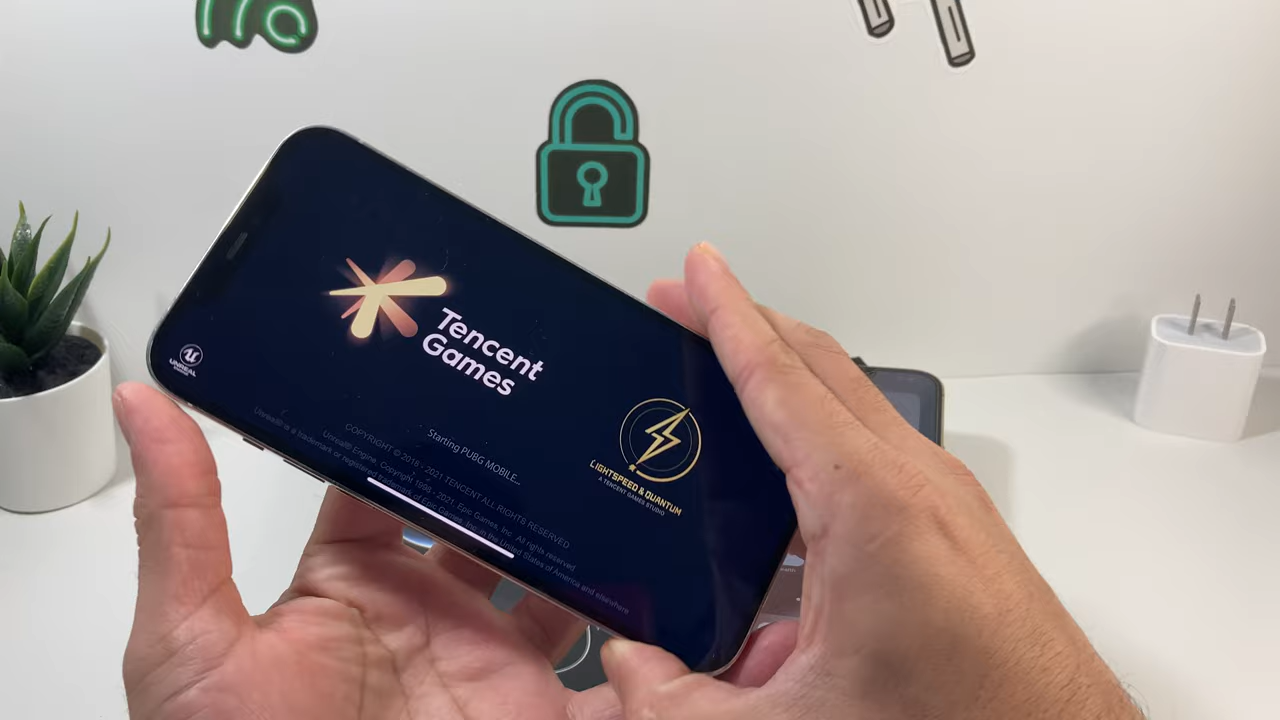 Tencent
Games
UNREAL
Starting PUBG MOBILE...
LIGHTSPEED & QUANTUM
A TENCENT GAMES STUDIO
COPYRIGHT © 2018 - 2021 TENCENT ALL RIGHTS RESERVED
Unreal® Engine, Copyright 1998 - 2021, Epic Games, Inc. All rights reserved
Unreal® is a trademark or registered trademark of Epic Games, Inc. in the United States of America and elsewhere